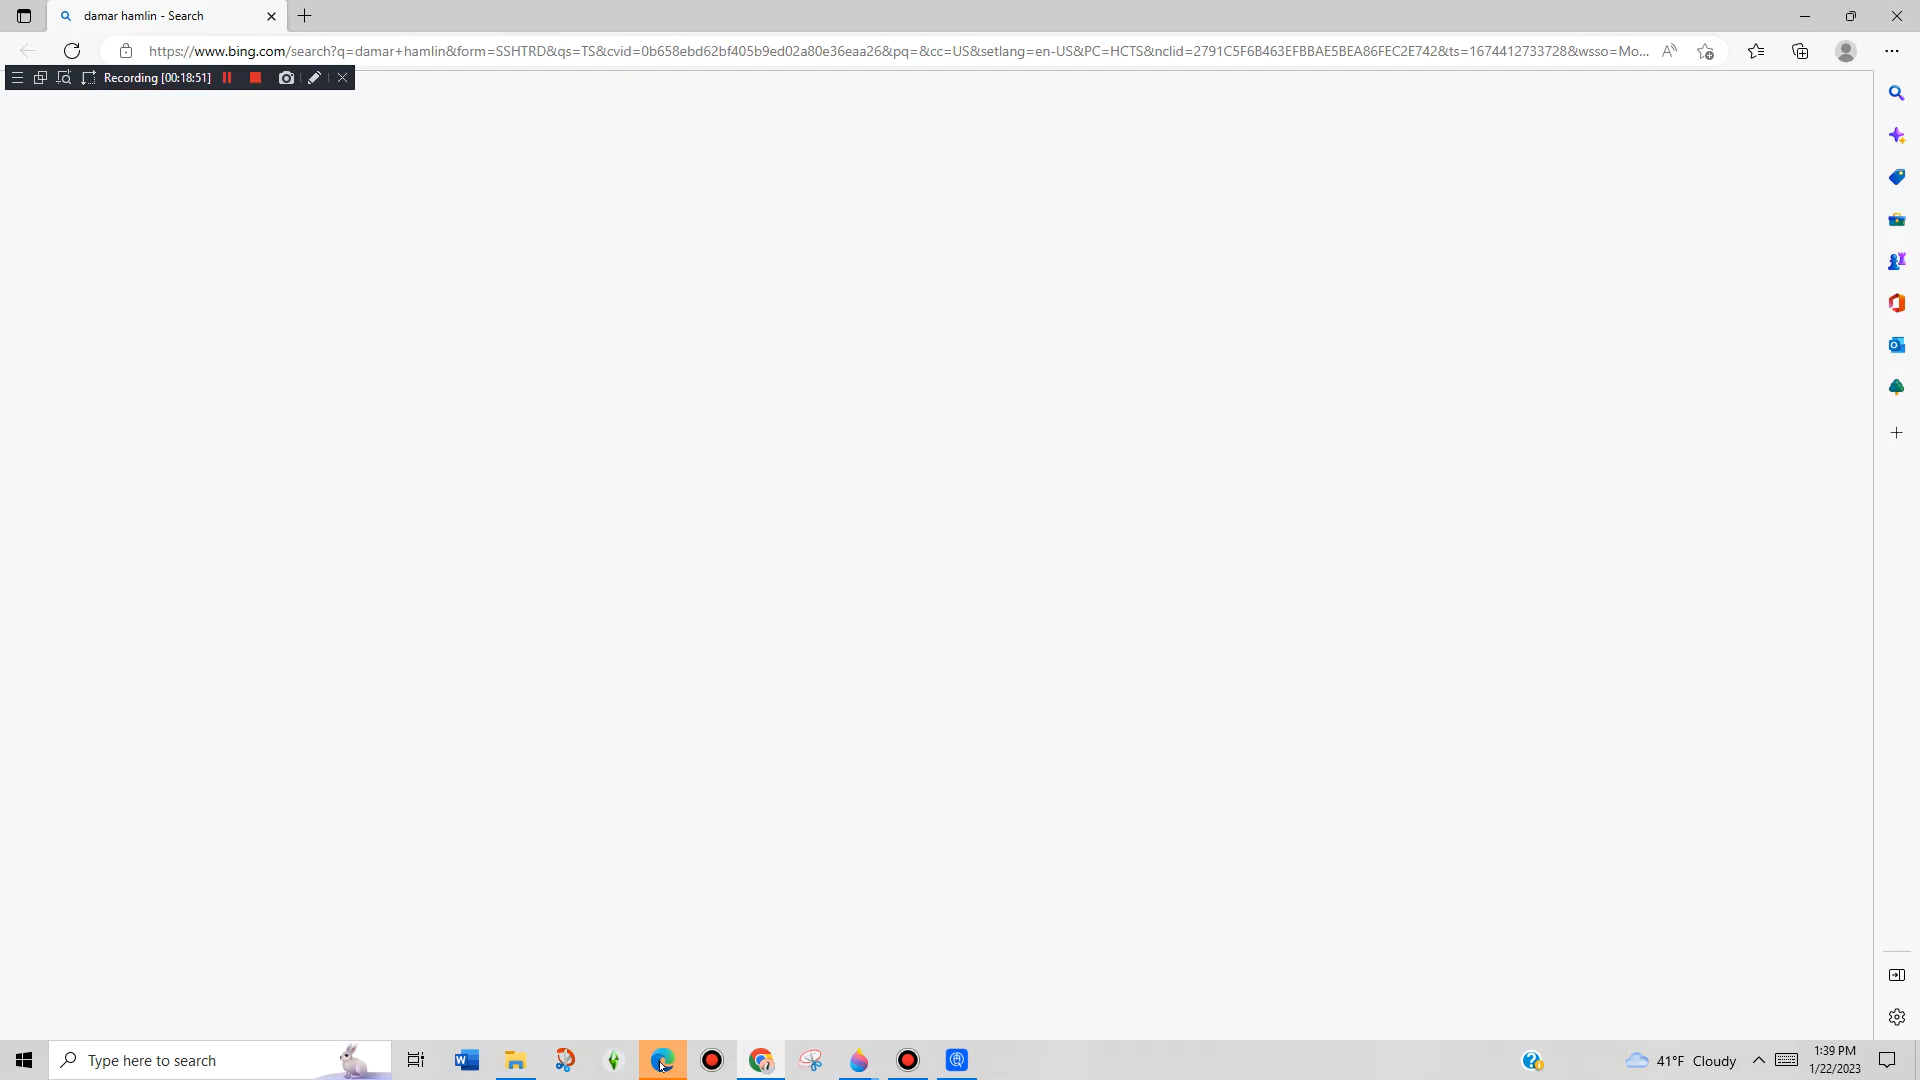 damar hamlin - Search
https://www.bing.com/search?q=damar+hamlin&form=SSHTRD&qs=TS&cvid=0b658ebd62bf405b9ed02a80e36eaa26&pq=&cc=US&setlang=en-US&PC=HCTS&nclid=2791C5F6B463EFBBAE5BEA86FEC2E742&ts=1674412733728&wsso=Mo...
Recording [00:18:51]
Type here to search
41°F Cloudy
1:39 PM
1/22/2023